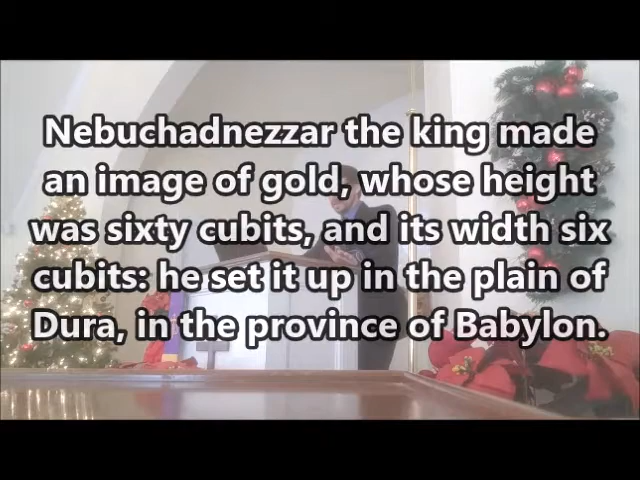 Nebuchadnezzar the king made
an image of gold, whose height
was sixty cubits, and its width six
cubits: he set it up in the plain of
Dura, in the province of Babylon.